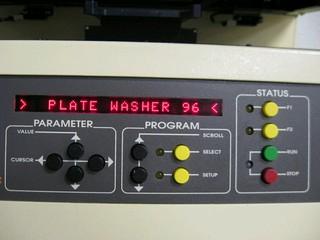 STATUS
> PLATE WASHER 96 <
F1
PARAMETER
PROGRAM
VALUE
SCROLL
F2
CURSOR
SELECT
RUN
SETUP
STOP